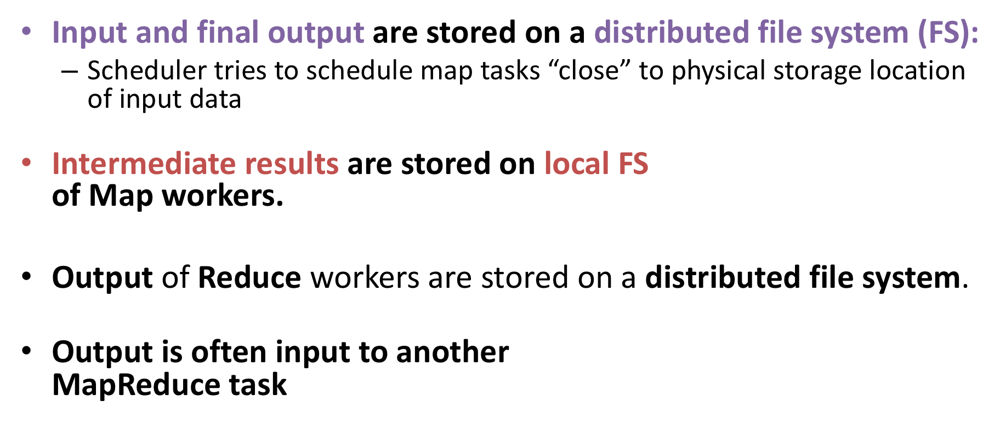 • Input and final output are stored on a distributed file system (FS):
– Scheduler tries to schedule map tasks “close” to physical storage location
of input data
• Intermediate results are stored on local FS
of Map workers.
• Output of Reduce workers are stored on a distributed file system.
• Output is often input to another
MapReduce task